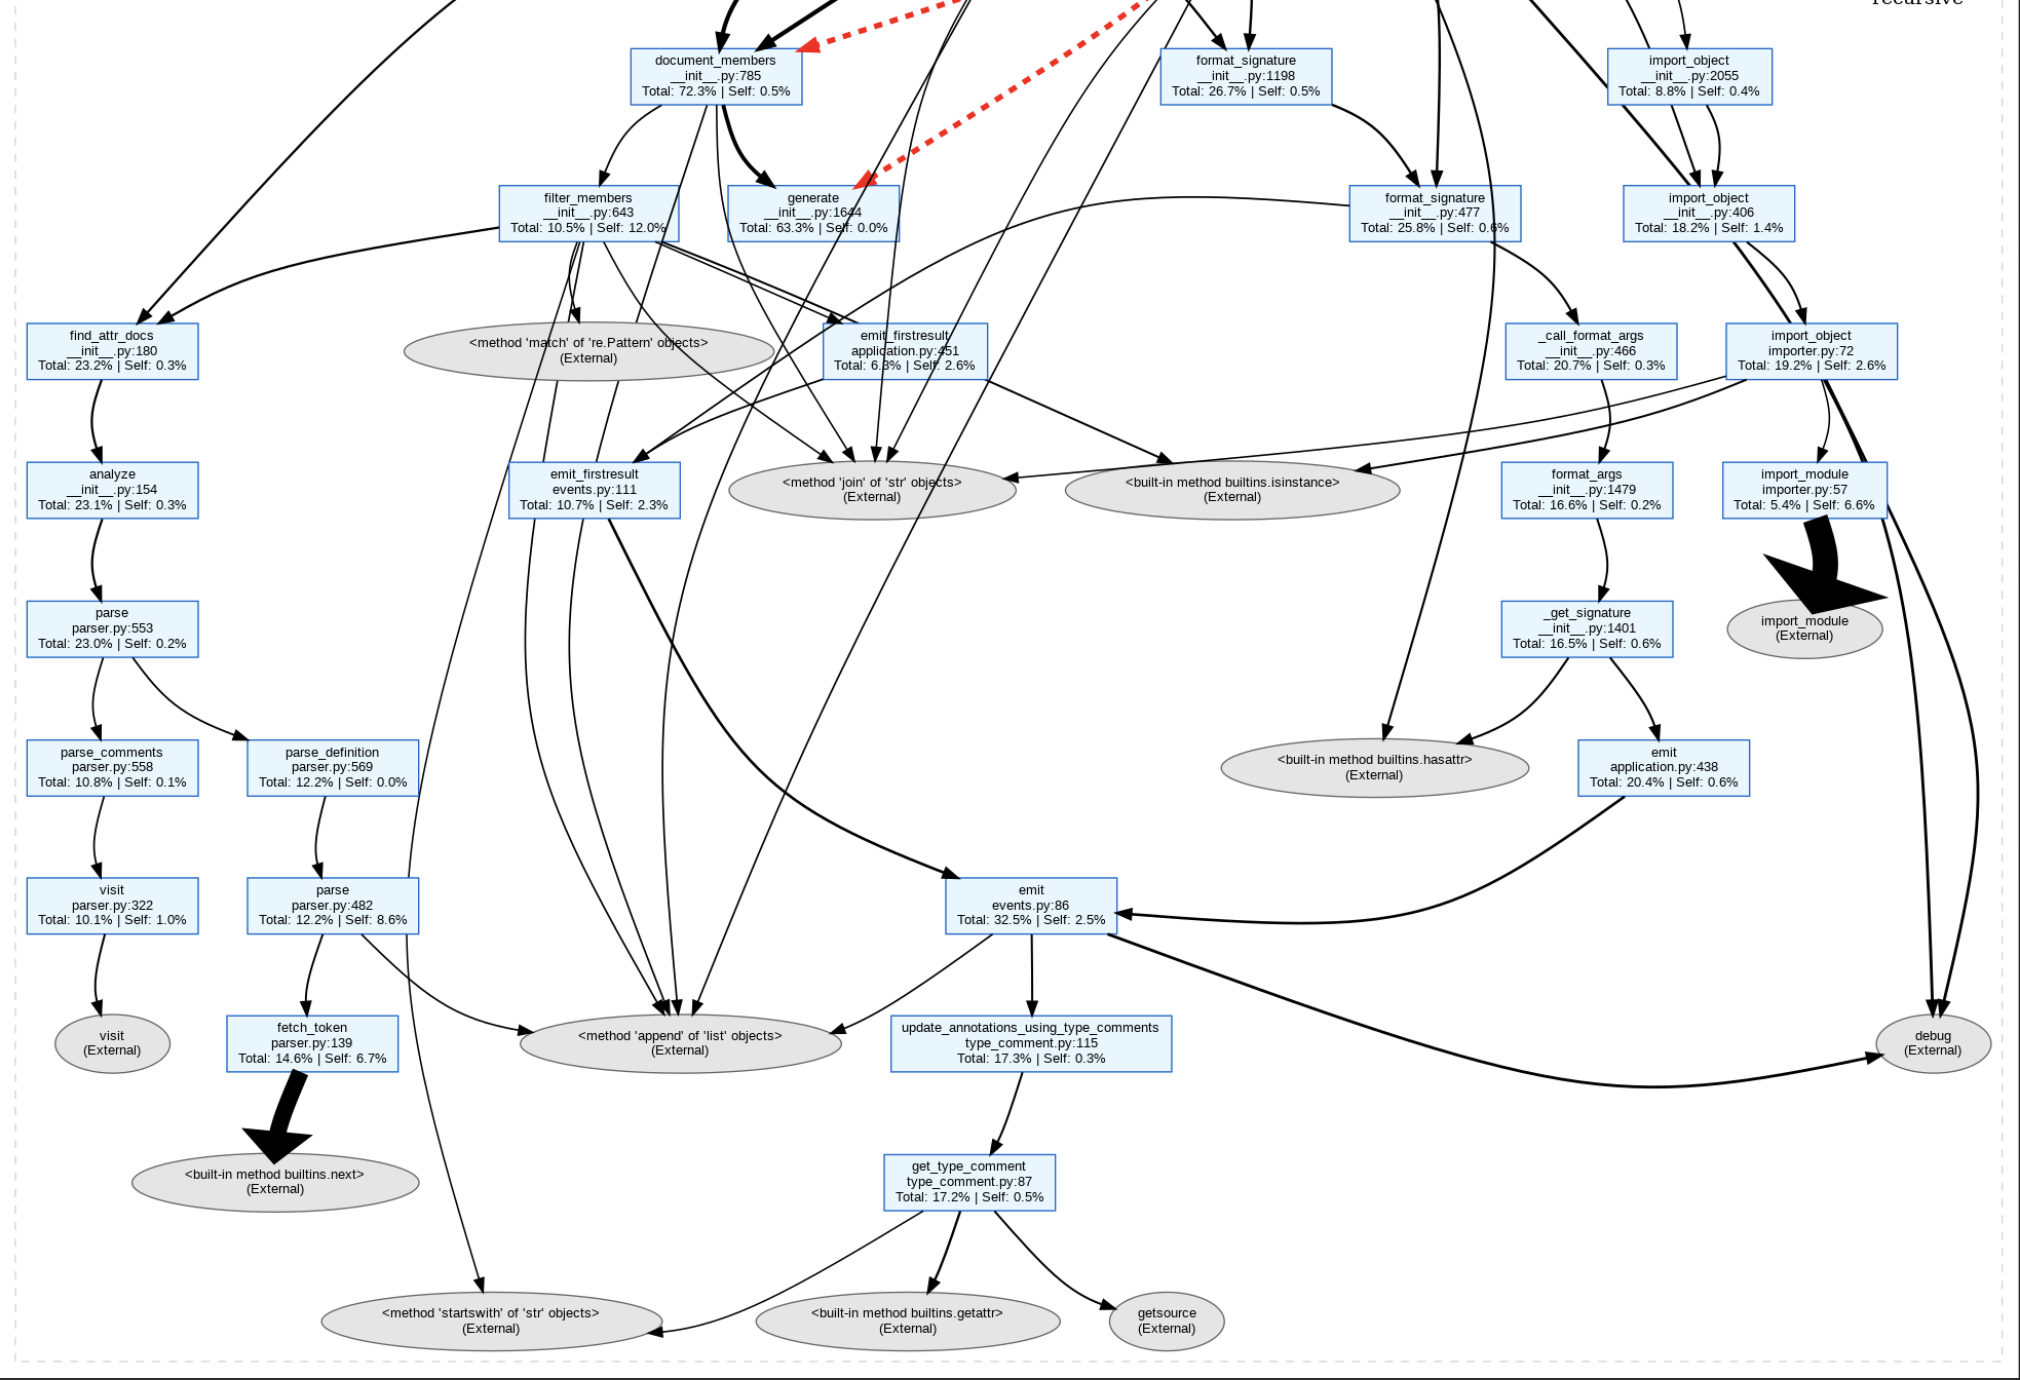 recursive
document_members
__init__.py:785
Total: 72.3% | Self: 0.5%
format_signature
__init__.py:1198
Total: 26.7% | Self: 0.5%
import_object
__init__.py:2055
Total: 8.8% | Self: 0.4%
filter_members
__init__.py:643
Total: 10.5% | Self: 12.0%
generate
__init__.py:1644
Total: 63.3% | Self: 0.0%
format_signature
__init__.py:477
Total: 25.8% | Self: 0.6%
import_object
__init__.py:406
Total: 18.2% | Self: 1.4%
find_attr_docs
__init__.py:180
Total: 23.2% | Self: 0.3%
<method 'match' of 're.Pattern' objects>
(External)
emit_firstresult
application.py:451
Total: 6.3% | Self: 2.6%
_call_format_args
__init__.py:466
Total: 20.7% | Self: 0.3%
import_object
importer.py:72
Total: 19.2% | Self: 2.6%
analyze
__init__.py:154
Total: 23.1% | Self: 0.3%
emit_firstresult
events.py:111
Total: 10.7% | Self: 2.3%
<method 'join' of 'str' objects>
(External)
<built-in method builtins.isinstance>
(External)
format_args
__init__.py:1479
Total: 16.6% | Self: 0.2%
import_module
importer.py:57
Total: 5.4% | Self: 6.6%
parse
parser.py:553
Total: 23.0% | Self: 0.2%
_get_signature
__init__.py:1401
Total: 16.5% | Self: 0.6%
import_module
(External)
parse_comments
parser.py:558
Total: 10.8% | Self: 0.1%
parse_definition
parser.py:569
Total: 12.2% | Self: 0.0%
<built-in method builtins.hasattr>
(External)
emit
application.py:438
Total: 20.4% | Self: 0.6%
visit
parser.py:322
Total: 10.1% | Self: 1.0%
parse
parser.py:482
Total: 12.2% | Self: 8.6%
emit
events.py:86
Total: 32.5% | Self: 2.5%
visit
(External)
fetch_token
parser.py:139
Total: 14.6% | Self: 6.7%
<method 'append' of 'list' objects>
(External)
update_annotations_using_type_comments
type_comment.py:115
Total: 17.3% | Self: 0.3%
debug
(External)
<built-in method builtins.next>
(External)
get_type_comment
type_comment.py:87
Total: 17.2% | Self: 0.5%
<method 'startswith' of 'str' objects>
(External)
<built-in method builtins.getattr>
(External)
getsource
(External)